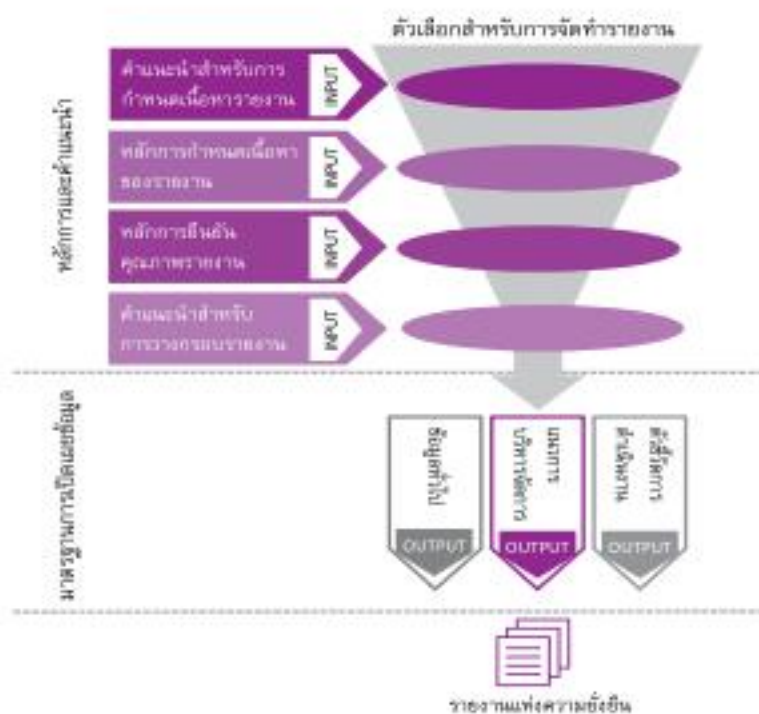 ตัวเลือกสำหรับการจัดทำรายงาน
หลักการและคำแนะนำ
คำแนะนำสำหรับการ
กำหนดเนื้อหารายงาน
INPUT
หลักการกำหนดเนื้อหา
ของรายงาน
INPUT
หลักการยืนยัน
คุณภาพรายงาน
INPUT
คำแนะนำสำหรับ
การวางกรอบรายงาน
INPUT
มาตรฐานการเปิดเผยข้อมูล
ข้อมูลทั่วไป
OUTPUT
แนวการ
บริหารจัดการ
OUTPUT
ตัวชี้วัดการ
ดำเนินงาน
OUTPUT
รายงานแห่งความยั่งยืน